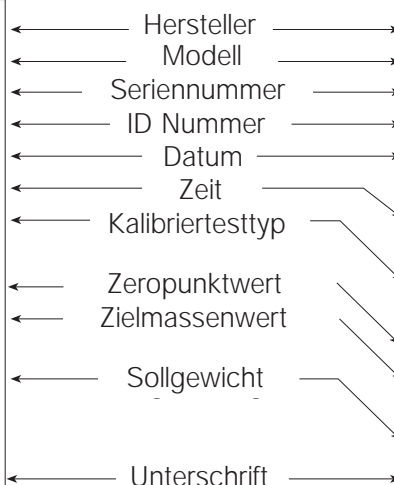 Hersteller
Modell
Seriennummer
ID Nummer
Datum
Zeit
Kalibriertesttyp
Zeropunktwert
Zielmassenwert
Sollgewicht
Unterschrift